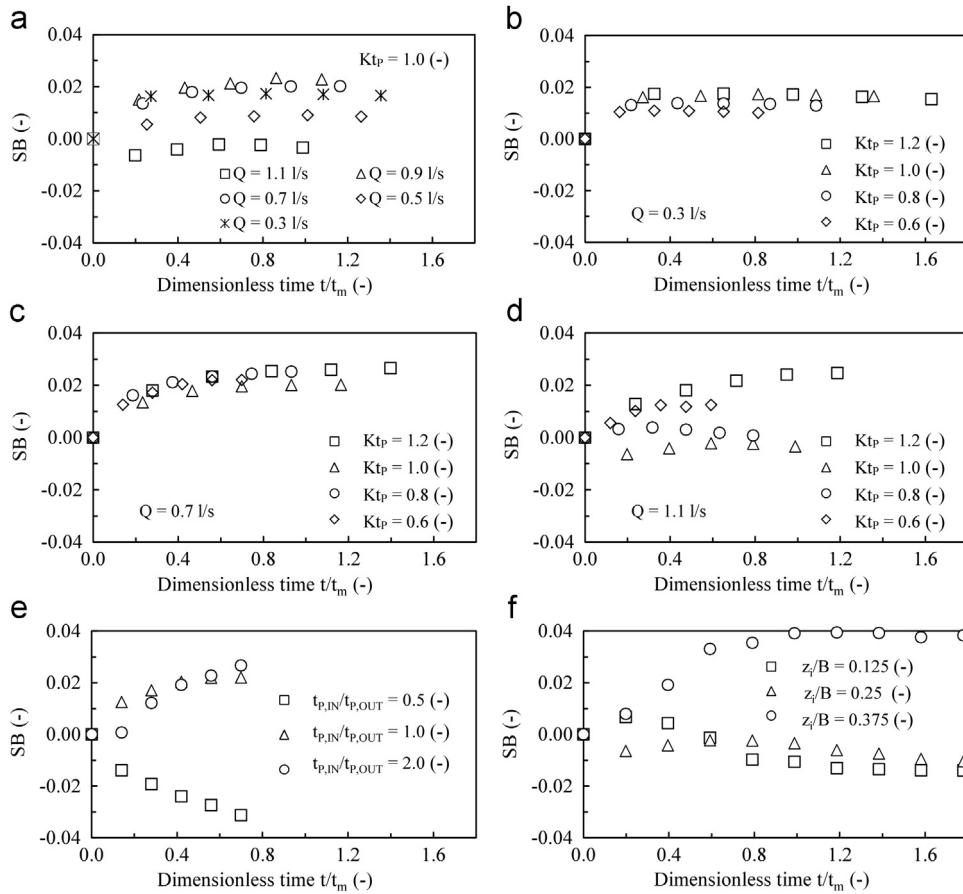 a
0.04
0.02
0.00
-0.02
-0.04
SB (-)
KtP = 1.0 (-)
Q = 1.1 l/s
Q = 0.9 l/s
Q = 0.7 l/s
Q = 0.5 l/s
Q = 0.3 l/s
0.0 0.4 0.8 1.2 1.6
Dimensionless time t/tm (-)
b
0.04
0.02
0.00
-0.02
-0.04
SB (-)
KtP = 1.2 (-)
KtP = 1.0 (-)
KtP = 0.8 (-)
KtP = 0.6 (-)
Q = 0.3 l/s
0.0 0.4 0.8 1.2 1.6
Dimensionless time t/tm (-)
c
0.04
0.02
0.00
-0.02
-0.04
SB (-)
KtP = 1.2 (-)
KtP = 1.0 (-)
KtP = 0.8 (-)
KtP = 0.6 (-)
Q = 0.7 l/s
0.0 0.4 0.8 1.2 1.6
Dimensionless time t/tm (-)
d
0.04
0.02
0.00
-0.02
-0.04
SB (-)
KtP = 1.2 (-)
KtP = 1.0 (-)
KtP = 0.8 (-)
KtP = 0.6 (-)
Q = 1.1 l/s
0.0 0.4 0.8 1.2 1.6
Dimensionless time t/tm (-)
e
0.04
0.02
0.00
-0.02
-0.04
SB (-)
tP,IN/tP,OUT = 0.5 (-)
tP,IN/tP,OUT = 1.0 (-)
tP,IN/tP,OUT = 2.0 (-)
0.0 0.4 0.8 1.2 1.6
Dimensionless time t/tm (-)
f
0.04
0.02
0.00
-0.02
-0.04
SB (-)
zi/B = 0.125 (-)
zi/B = 0.25 (-)
zi/B = 0.375 (-)
0.0 0.4 0.8 1.2 1.6
Dimensionless time t/tm (-)